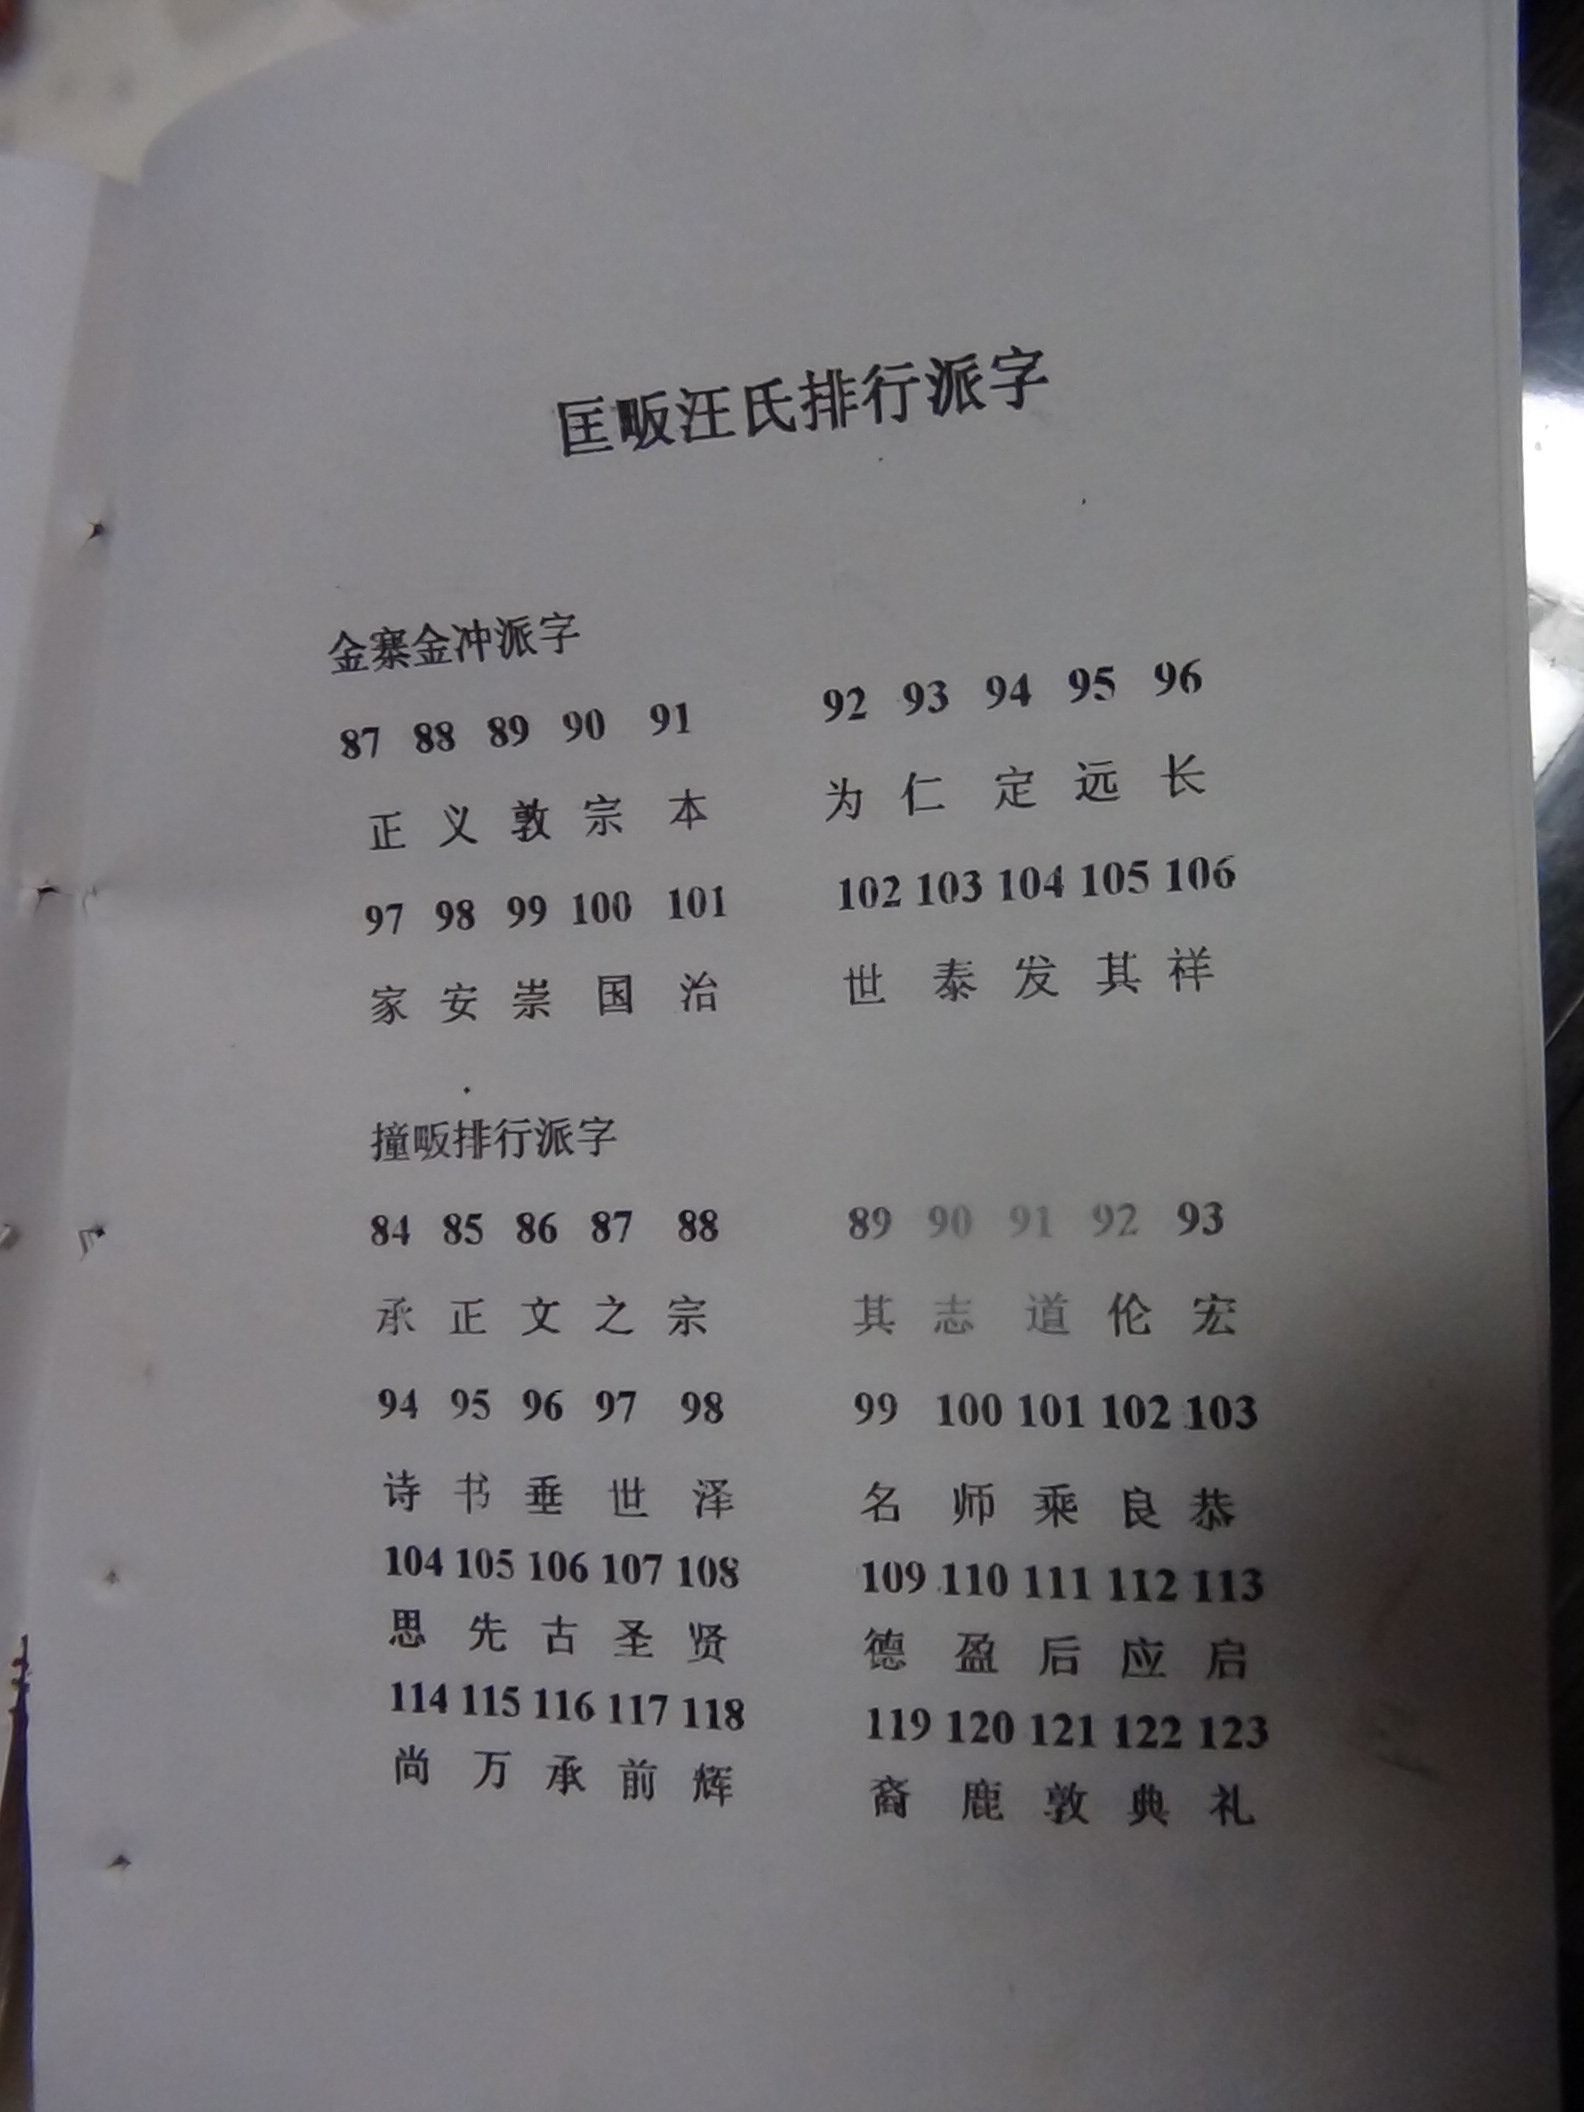 匡畈汪氏排行派字
金寨金冲派字
87 88 89 90 91 92 93 94 95 96
正 义 敦 宗 本 为 仁 定 远 长
97 98 99 100 101 102 103 104 105 106
家 安 崇 国 治 世 泰 发 其 祥
撞畈排行派字
84 85 86 87 88 89 90 91 92 93
承 正 文 之 宗 其 志 道 伦 宏
94 95 96 97 98 99 100 101 102 103
诗 书 垂 世 泽 名 师 乘 良 恭
104 105 106 107 108 109 110 111 112 113
思 先 古 圣 贤 德 盈 后 应 启
114 115 116 117 118 119 120 121 122 123
尚 万 承 前 辉 裔 鹿 敦 典 礼